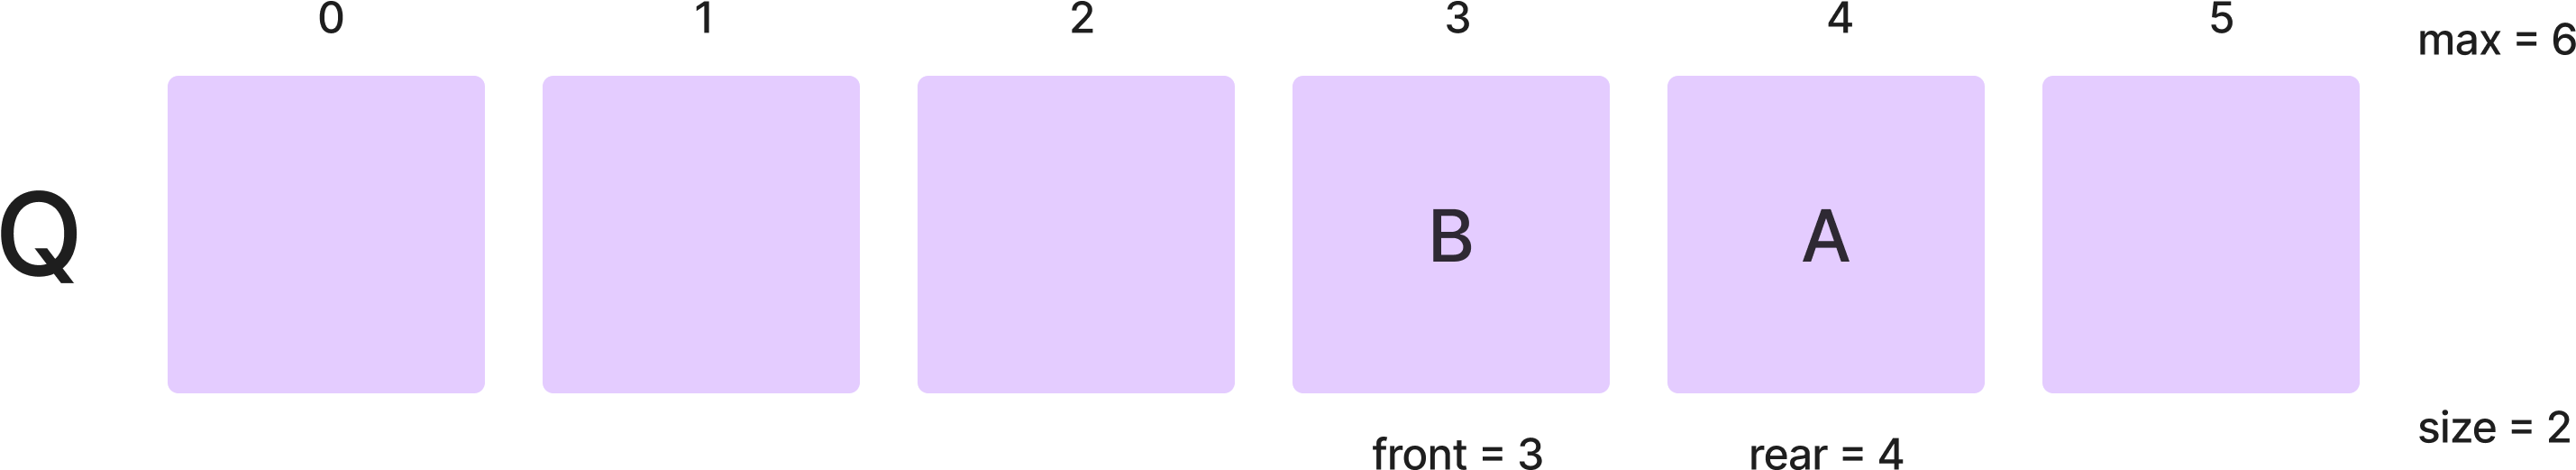 0 1 2 3 4 5
max = 6
Q B A
size = 2
front = 3 rear = 4